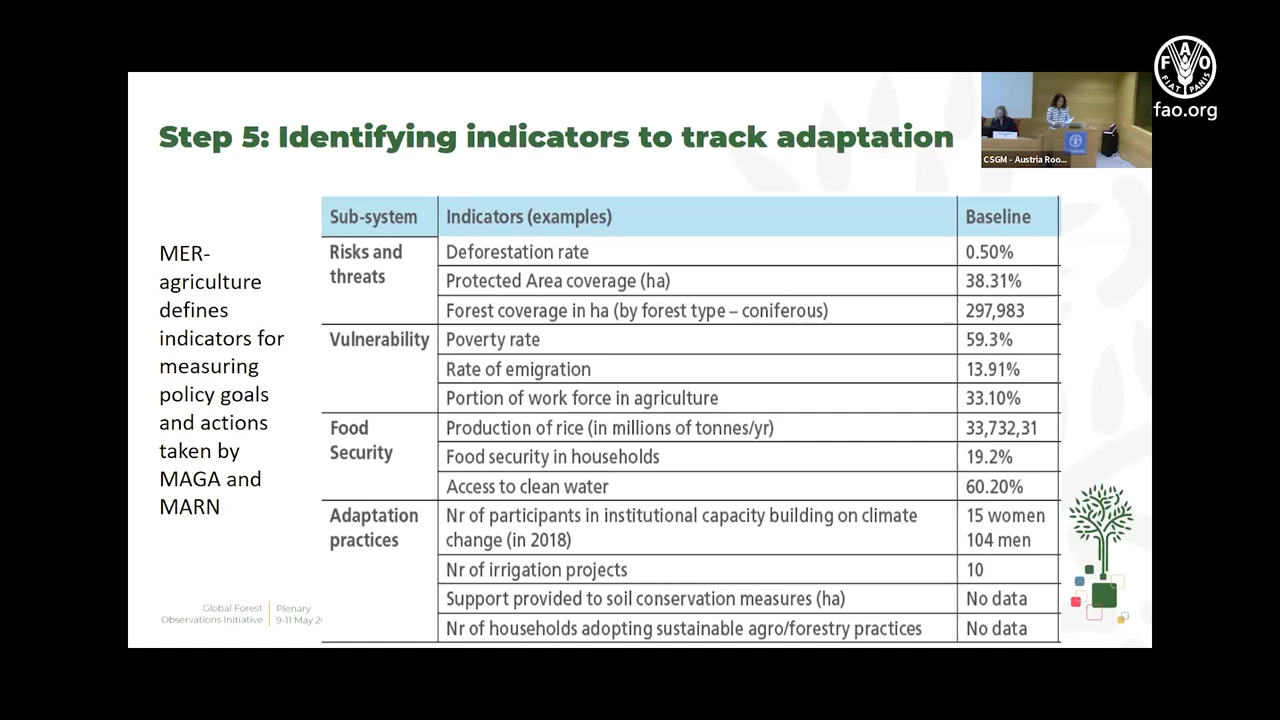 FAO
FIAT PANIS
fao.org
Step 5: Identifying indicators to track adaptation
CSGM - Austria Roo...
MER-
agriculture
defines
indicators for
measuring
policy goals
and actions
taken by
MAGA and
MARN
Sub-system Indicators (examples) Baseline
Risks and threats Deforestation rate 0.50%
Protected Area coverage (ha) 38.31%
Forest coverage in ha (by forest type – coniferous) 297,983
Vulnerability Poverty rate 59.3%
Rate of emigration 13.91%
Portion of work force in agriculture 33.10%
Food Security Production of rice (in millions of tonnes/yr) 33,732,31
Food security in households 19.2%
Access to clean water 60.20%
Adaptation practices Nr of participants in institutional capacity building on climate change (in 2018) 15 women 104 men
Nr of irrigation projects 10
Support provided to soil conservation measures (ha) No data
Nr of households adopting sustainable agro/forestry practices No data
Global Forest Plenary
Observations Initiative 9-11 May 2